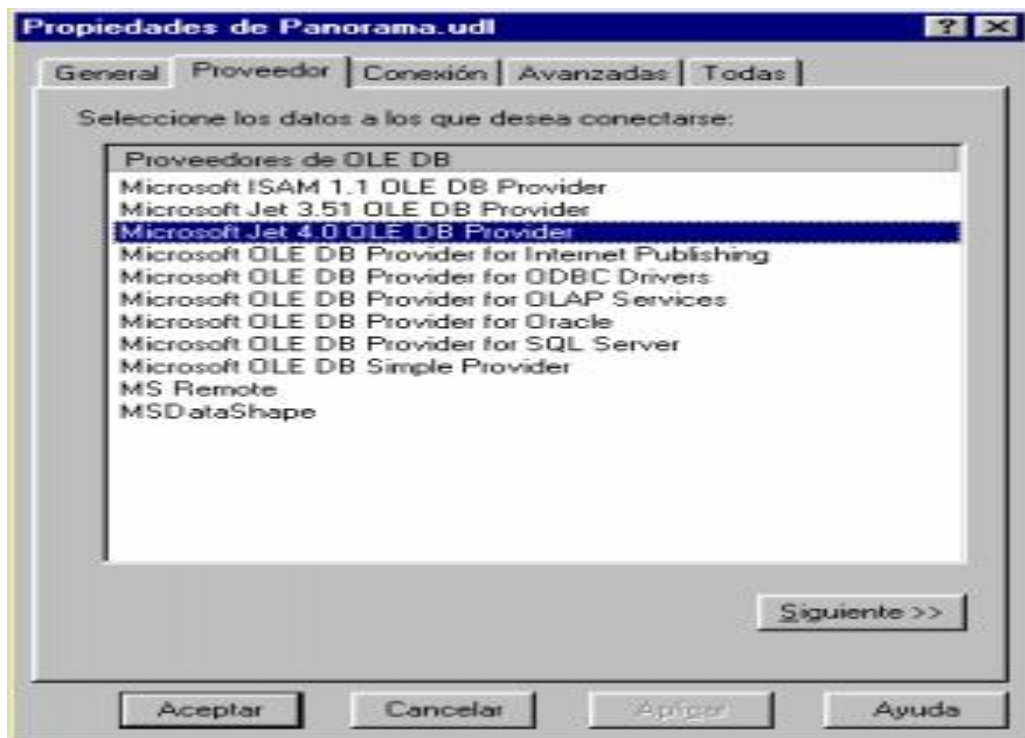 Propiedades de Panorama.udl
General Proveedor Conexión Avanzadas Todas
Seleccione los datos a los que desea conectarse:
Proveedores de OLE DB
Microsoft ISAM 1.1 OLE DB Provider
Microsoft Jet 3.51 OLE DB Provider
Microsoft Jet 4.0 OLE DB Provider
Microsoft OLE DB Provider for Internet Publishing
Microsoft OLE DB Provider for ODBC Drivers
Microsoft OLE DB Provider for OLAP Services
Microsoft OLE DB Provider for Oracle
Microsoft OLE DB Provider for SQL Server
Microsoft OLE DB Simple Provider
MS Remote
MSDataShape
Siguiente >>
Aceptar Cancelar Aplicar Ayuda